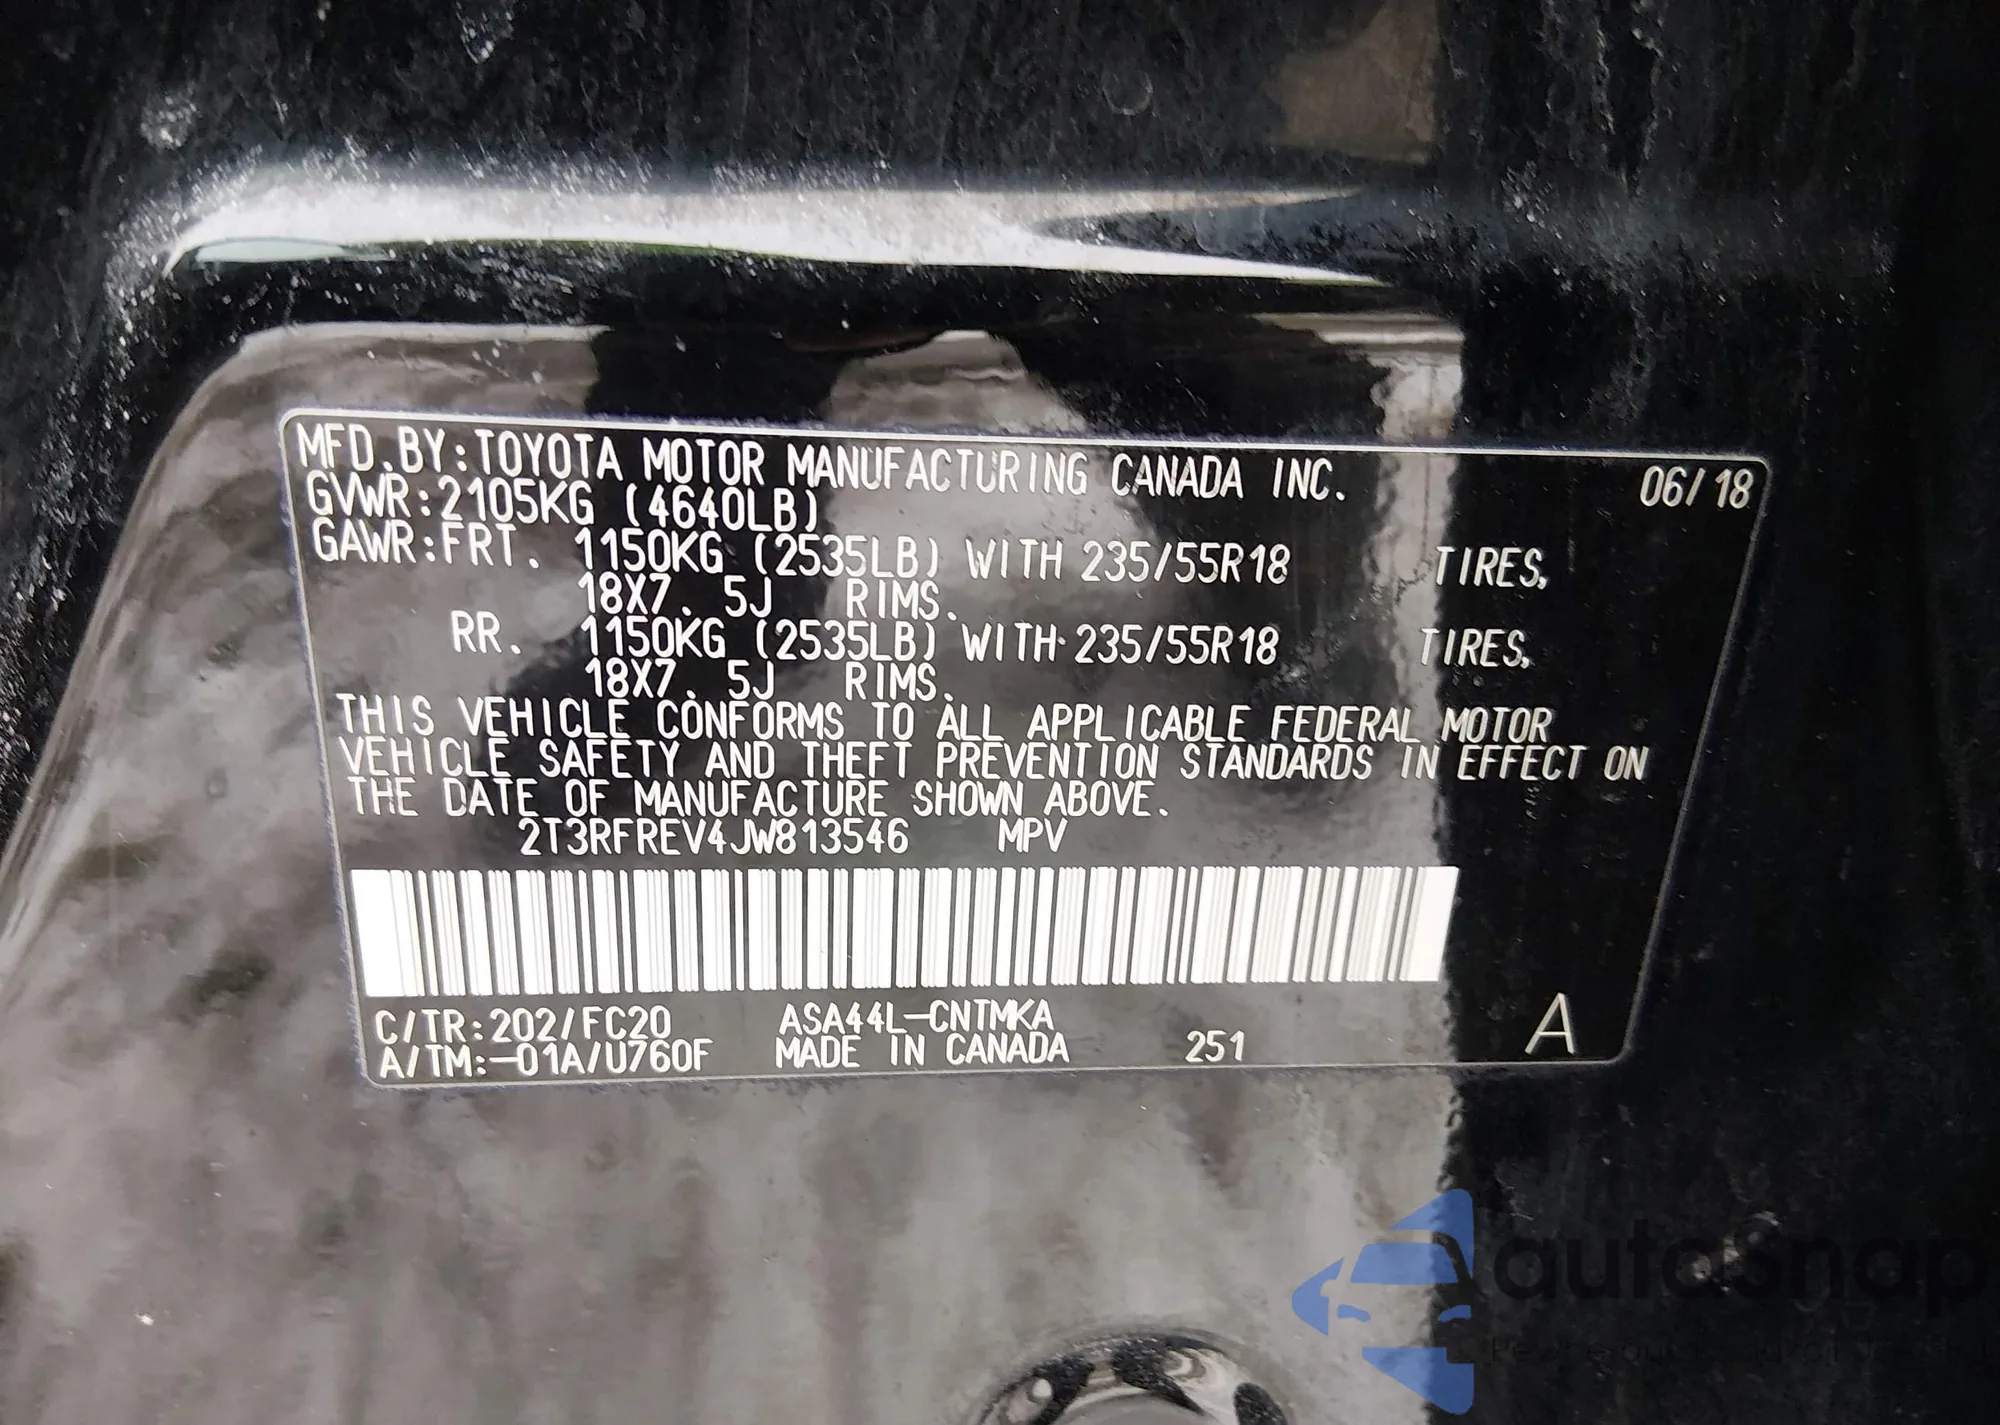 MFD.BY:TOYOTA MOTOR MANUFACTURING CANADA INC. 06/18
GVWR:2105KG (4640LB)
GAWR:FRT. 1150KG (2535LB) WITH 235/55R18 TIRES,
18X7.5J RIMS.
RR. 1150KG (2535LB) WITH 235/55R18 TIRES,
18X7.5J RIMS.
THIS VEHICLE CONFORMS TO ALL APPLICABLE FEDERAL MOTOR
VEHICLE SAFETY AND THEFT PREVENTION STANDARDS IN EFFECT ON
THE DATE OF MANUFACTURE SHOWN ABOVE.
2T3RFREV4JW813546 MPV
C/TR:202/FC20 ASA44L-CNTMKA
A/TM:-01A/U760F MADE IN CANADA 251 A
autoSnap